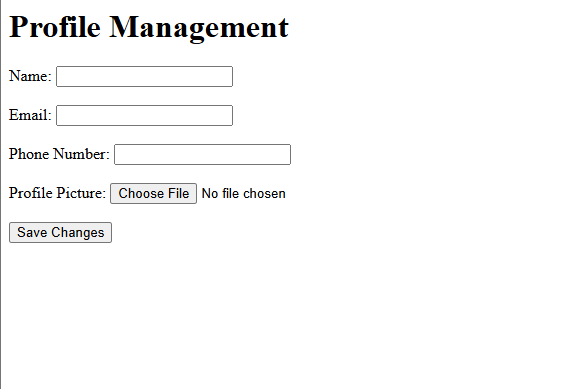 Profile Management
Name:
Email:
Phone Number:
Profile Picture: Choose File No file chosen
Save Changes